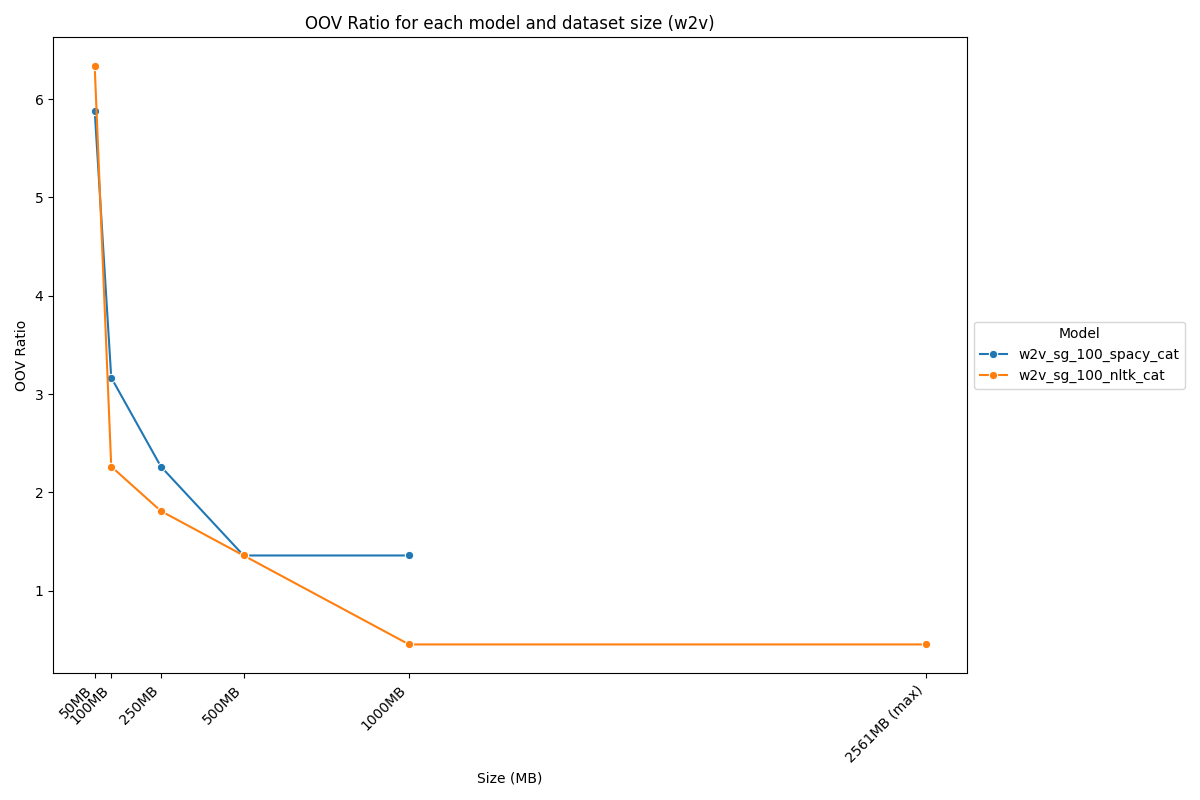 OOV Ratio for each model and dataset size (w2v)
OOV Ratio
6
5
4
3
2
1
50MB
100MB
250MB
500MB
1000MB
2561MB (max)
Size (MB)
Model
w2v_sg_100_spacy_cat
w2v_sg_100_nltk_cat